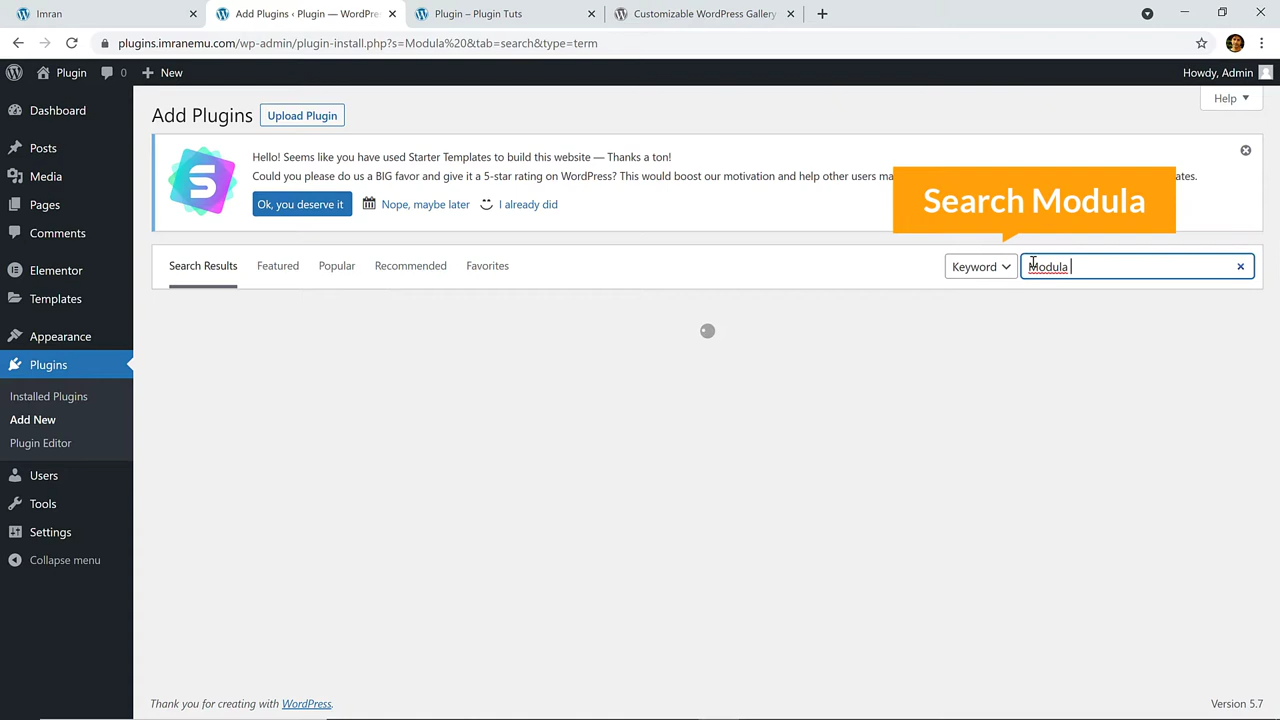 Imran
Add Plugins ‹ Plugin — WordPre
Plugin – Plugin Tuts
Customizable WordPress Gallery
plugins.imranemu.com/wp-admin/plugin-install.php?s=Modula%20&tab=search&type=term
Plugin
0
New
Howdy, Admin
Dashboard
Posts
Media
Pages
Comments
Elementor
Templates
Appearance
Plugins
Installed Plugins
Add New
Plugin Editor
Users
Tools
Settings
Collapse menu
Help
Add Plugins
Upload Plugin
Hello! Seems like you have used Starter Templates to build this website — Thanks a ton!
Could you please do us a BIG favor and give it a 5-star rating on WordPress? This would boost our motivation and help other users ma
tes.
Ok, you deserve it
Nope, maybe later
I already did
Search Modula
Search Results
Featured
Popular
Recommended
Favorites
Keyword
Modula
Thank you for creating with WordPress.
Version 5.7